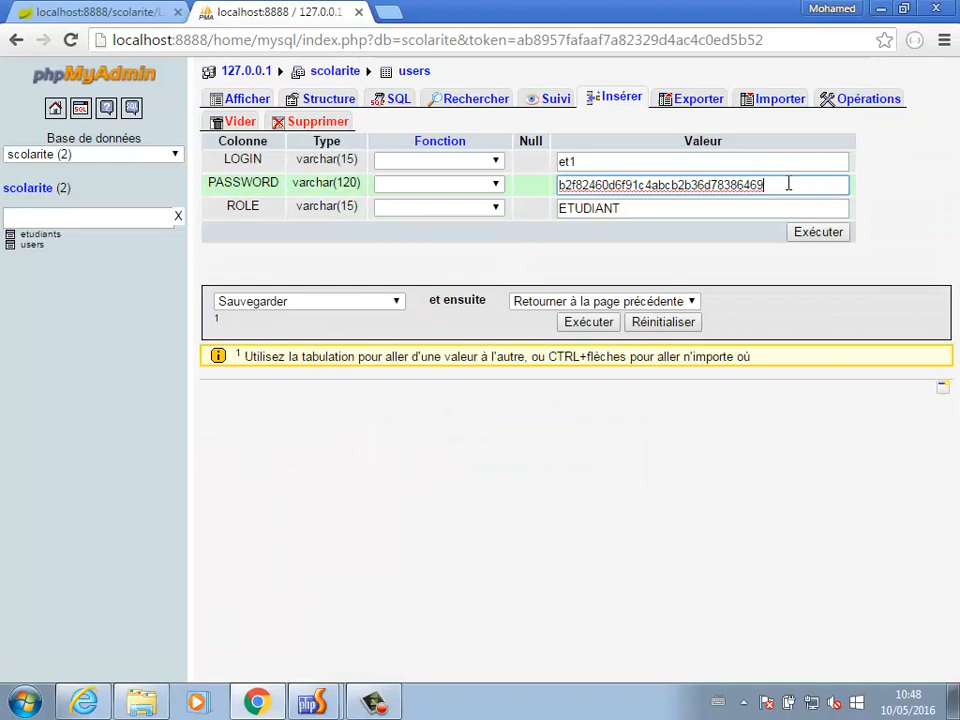 localhost:8888/scolarite/L
localhost:8888 / 127.0.0.1
Mohamed
localhost:8888/home/mysql/index.php?db=scolarite&token=ab8957fafaaf7a82329d4ac4c0ed5b52
phpMyAdmin
127.0.0.1 scolarite users
Afficher Structure SQL Rechercher Suivi Insérer Exporter Importer Opérations
Vider Supprimer
Base de données
scolarite (2)
scolarite (2)
X
etudiants
users
Colonne Type Fonction Null Valeur
LOGIN varchar(15) et1
PASSWORD varchar(120) b2f82460d6f91c4abcb2b36d78386469
ROLE varchar(15) ETUDIANT
Exécuter
Sauvegarder et ensuite Retourner à la page précédente
1
Exécuter Réinitialiser
1 Utilisez la tabulation pour aller d'une valeur à l'autre, ou CTRL+flèches pour aller n'importe où
10:48
10/05/2016